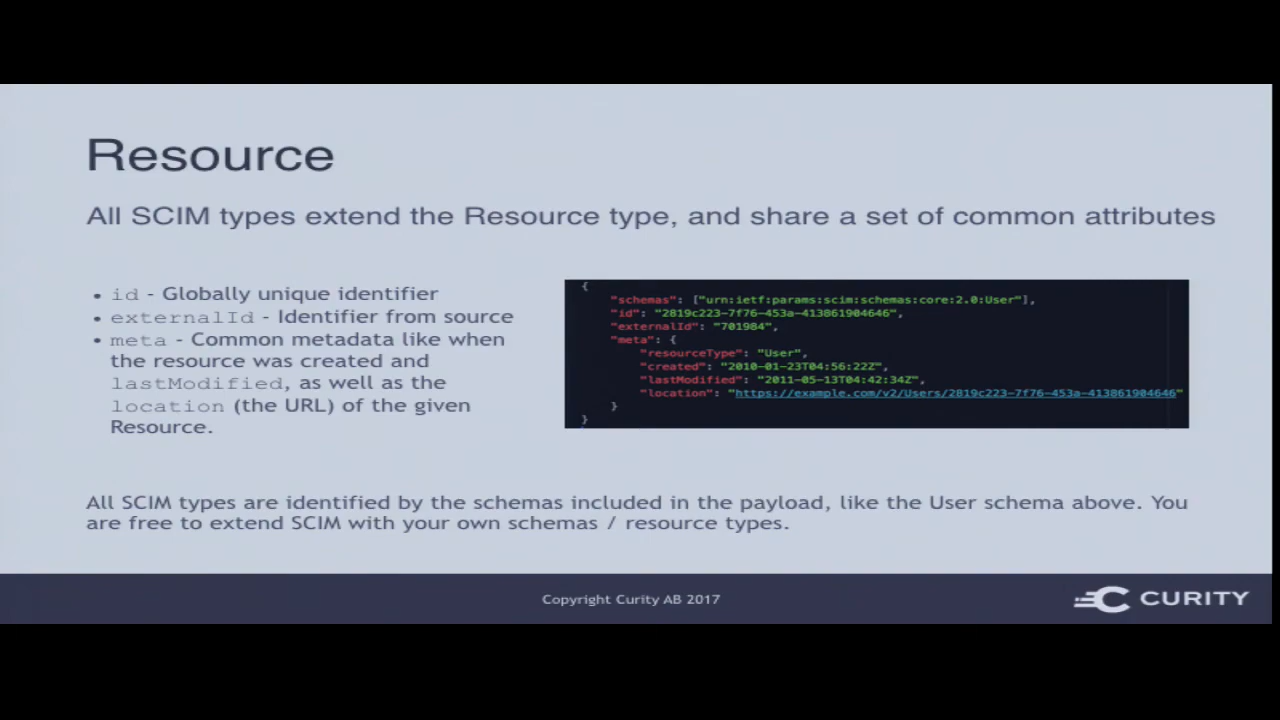 Resource
All SCIM types extend the Resource type, and share a set of common attributes
• id - Globally unique identifier
• externalId - Identifier from source
• meta - Common metadata like when
the resource was created and
lastModified, as well as the
location (the URL) of the given
Resource.
{
"schemas": ["urn:ietf:params:scim:schemas:core:2.0:User"],
"id": "2819c223-7f76-453a-413861904646",
"externalId": "701984",
"meta": {
"resourceType": "User",
"created": "2010-01-23T04:56:22Z",
"lastModified": "2011-05-13T04:42:34Z",
"location": "https://example.com/v2/Users/2819c223-7f76-453a-413861904646"
}
}
All SCIM types are identified by the schemas included in the payload, like the User schema above. You
are free to extend SCIM with your own schemas / resource types.
Copyright Curity AB 2017
CURITY